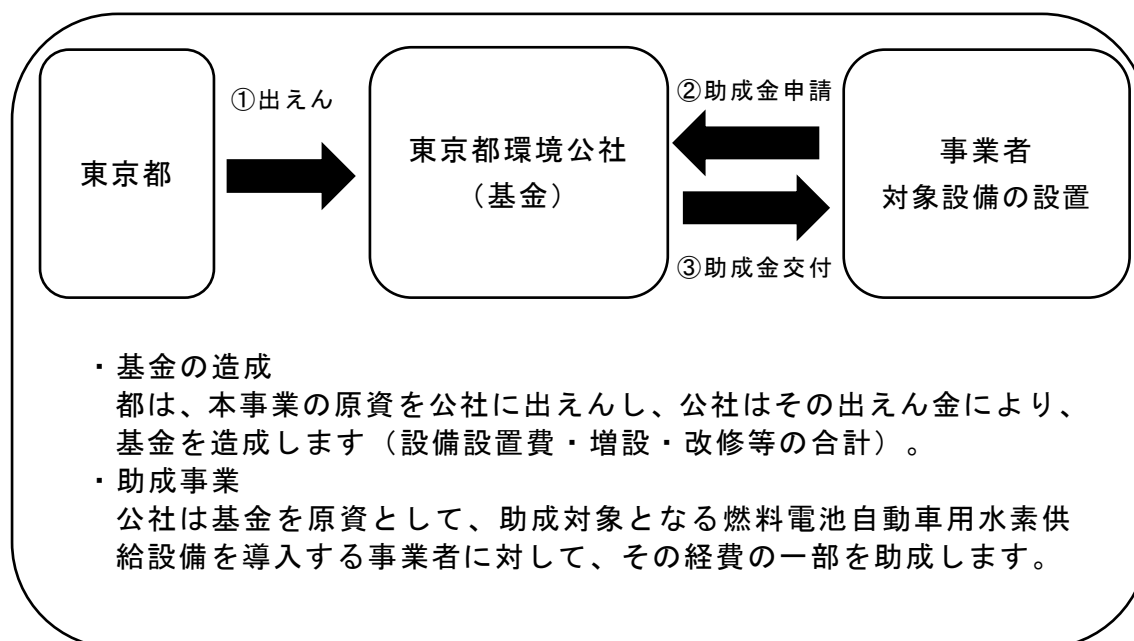 東京都
①出えん
東京都環境公社
（基金）
②助成金申請
③助成金交付
事業者
対象設備の設置
・基金の造成
都は、本事業の原資を公社に出えんし、公社はその出えん金により、
基金を造成します（設備設置費・増設・改修等の合計）。
・助成事業
公社は基金を原資として、助成対象となる燃料電池自動車用水素供
給設備を導入する事業者に対して、その経費の一部を助成します。